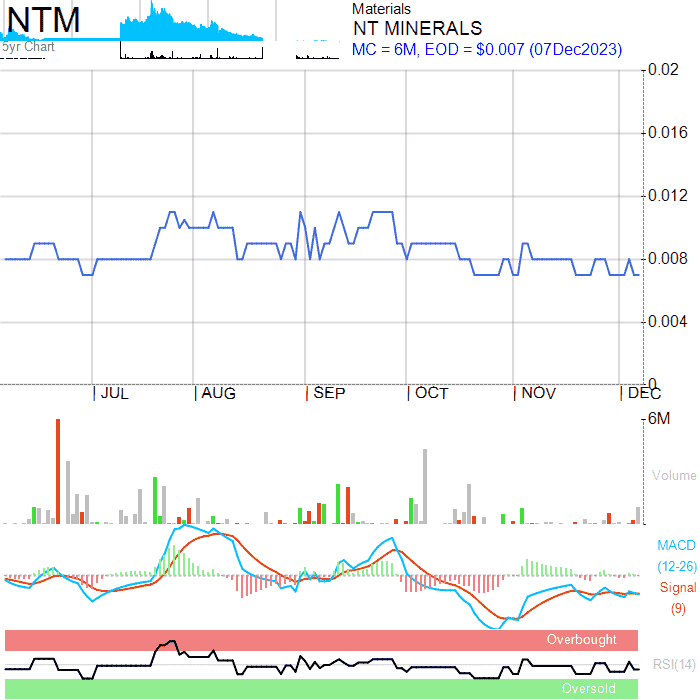 NTM
5yr Chart
Materials
NT MINERALS
MC = 6M, EOD = $0.007 (07Dec2023)
0.02
0.016
0.012
0.008
0.004
0
JUL AUG SEP OCT NOV DEC
6M
Volume
MACD
(12-26)
Signal
(9)
Overbought
RSI(14)
Oversold